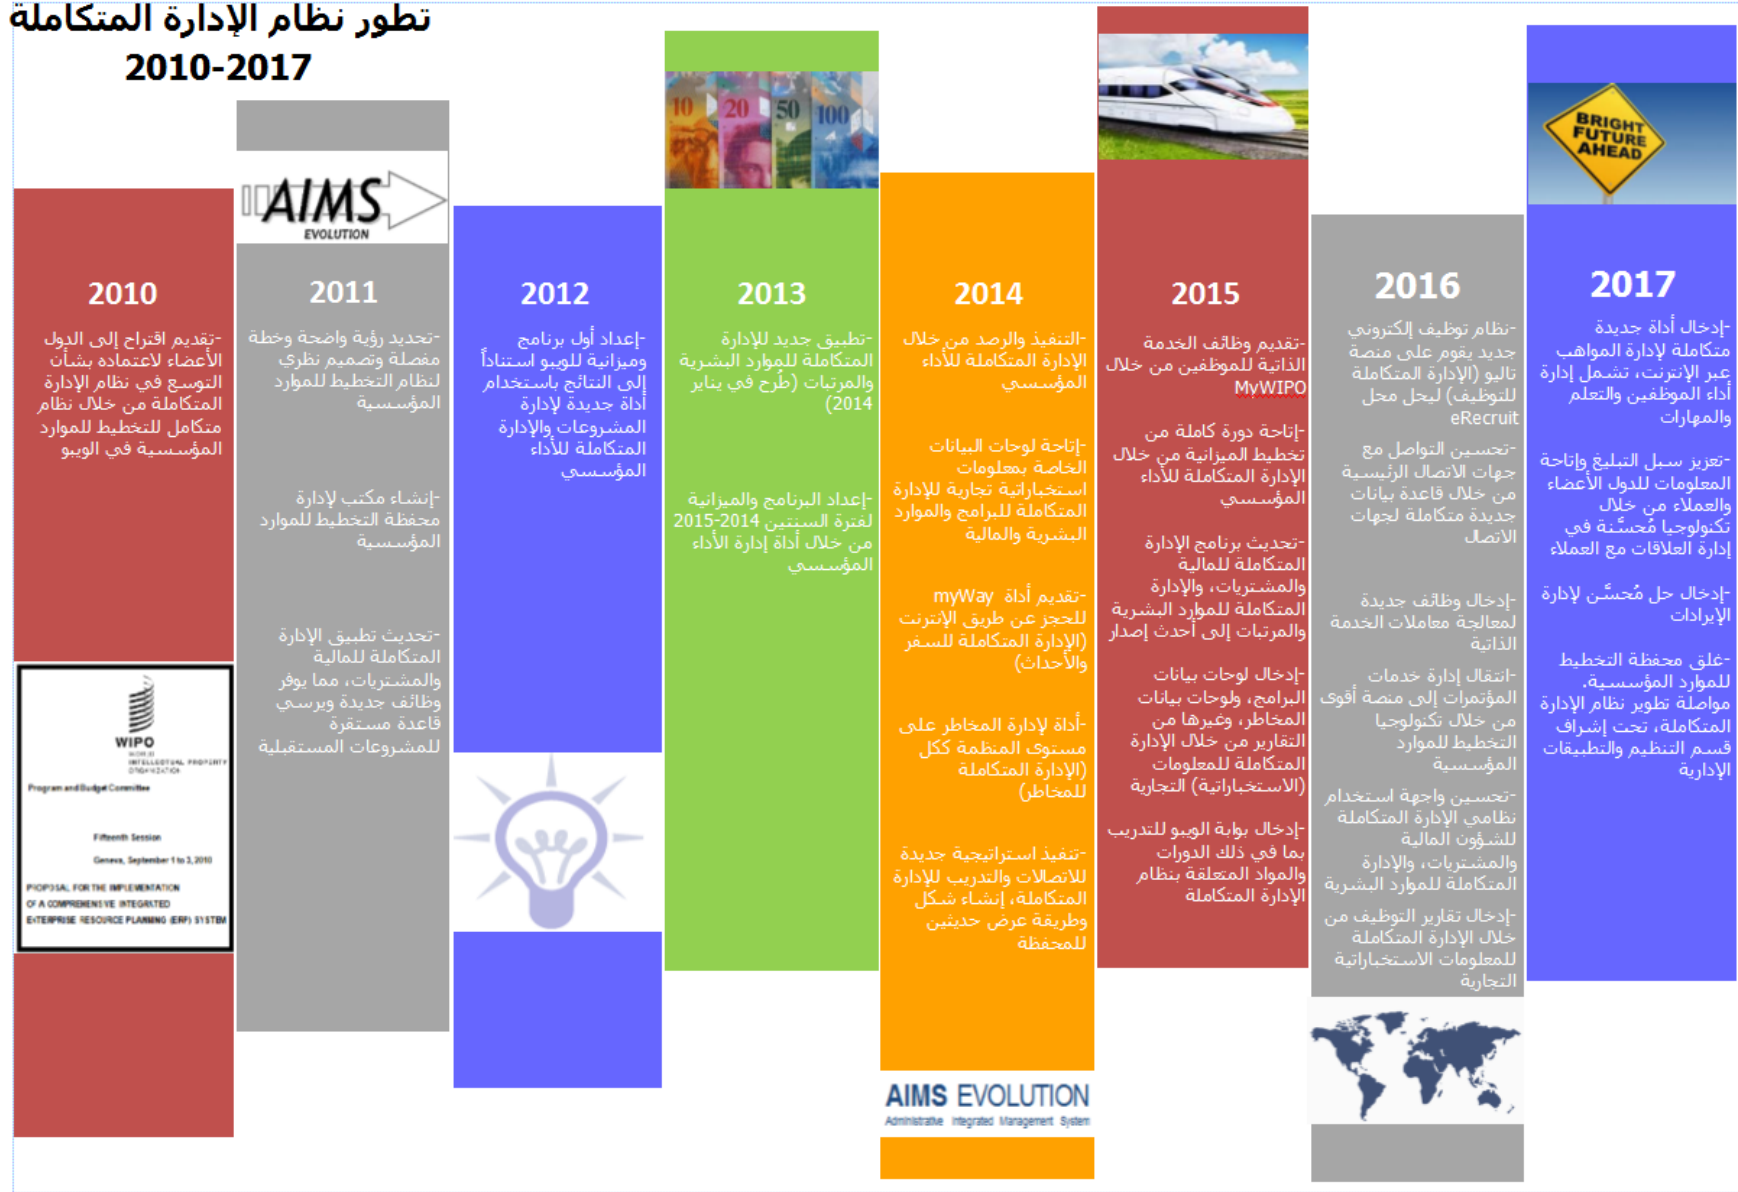 تطور نظام الإدارة المتكاملة
2010-2017
2010
-تقديم اقتراح إلى الدول
الأعضاء لاعتماده بشأن
التوسع في نظام الإدارة
المتكاملة من خلال نظام
متكامل للتخطيط للموارد
المؤسسية في الويبو
WIPO
WORLD
INTELLECTUAL PROPERTY
ORGANIZATION
Program and Budget Committee
Fifteenth Session
Geneva, September 1 to 3, 2010
PROPOSAL FOR THE IMPLEMENTATION
OF A COMPREHENSIVE INTEGRATED
ENTERPRISE RESOURCE PLANNING (ERP) SYSTEM
AIMS
EVOLUTION
2011
-تحديد رؤية واضحة وخطة
مفصلة وتصميم نظري
لنظام التخطيط للموارد
المؤسسية
-إنشاء مكتب لإدارة
محفظة التخطيط للموارد
المؤسسية
-تحديث تطبيق الإدارة
المتكاملة للمالية
والمشتريات، مما يوفر
وظائف جديدة ويرسي
قاعدة مستقرة
للمشروعات المستقبلية
2012
-إعداد أول برنامج
وميزانية للويبو استناداً
إلى النتائج باستخدام
أداة جديدة لإدارة
المشروعات والإدارة
المتكاملة للأداء
المؤسسي
10 20 50 100
2013
-تطبيق جديد للإدارة
المتكاملة للموارد البشرية
والمرتبات (طُرح في يناير
2014)
-إعداد البرنامج والميزانية
لفترة السنتين 2014-2015
من خلال أداة إدارة الأداء
المؤسسي
2014
-التنفيذ والرصد من خلال
الإدارة المتكاملة للأداء
المؤسسي
-إتاحة لوحات البيانات
الخاصة بمعلومات
استخباراتية تجارية للإدارة
المتكاملة للبرامج والموارد
البشرية والمالية
-تقديم أداة myWay
للحجز عن طريق الإنترنت
(الإدارة المتكاملة للسفر
والأحداث)
-أداة لإدارة المخاطر على
مستوى المنظمة ككل
(الإدارة المتكاملة
للمخاطر)
-تنفيذ استراتيجية جديدة
للاتصالات والتدريب للإدارة
المتكاملة، إنشاء شكل
وطريقة عرض حديثين
للمحفظة
AIMS EVOLUTION
Administrative Integrated Management System
2015
-تقديم وظائف الخدمة
الذاتية للموظفين من خلال
MyWIPO
-إتاحة دورة كاملة من
تخطيط الميزانية من خلال
الإدارة المتكاملة للأداء
المؤسسي
-تحديث برنامج الإدارة
المتكاملة للمالية
والمشتريات، والإدارة
المتكاملة للموارد البشرية
والمرتبات إلى أحدث إصدار
-إدخال لوحات بيانات
البرامج، ولوحات بيانات
المخاطر، وغيرها من
التقارير من خلال الإدارة
المتكاملة للمعلومات
(الاستخباراتية) التجارية
-إدخال بوابة الويبو للتدريب
بما في ذلك الدورات
والمواد المتعلقة بنظام
الإدارة المتكاملة
2016
-نظام توظيف إلكتروني
جديد يقوم على منصة
تاليو (الإدارة المتكاملة
للتوظيف) ليحل محل
eRecruit
-تحسين التواصل مع
جهات الاتصال الرئيسية
من خلال قاعدة بيانات
جديدة متكاملة لجهات
الاتصال
-إدخال وظائف جديدة
لمعالجة معاملات الخدمة
الذاتية
-انتقال إدارة خدمات
المؤتمرات إلى منصة أقوى
من خلال تكنولوجيا
التخطيط للموارد
المؤسسية
-تحسين واجهة استخدام
نظامي الإدارة المتكاملة
للشؤون المالية
والمشتريات، والإدارة
المتكاملة للموارد البشرية
-إدخال تقارير التوظيف من
خلال الإدارة المتكاملة
للمعلومات الاستخباراتية
التجارية
BRIGHT
FUTURE
AHEAD
2017
-إدخال أداة جديدة
متكاملة لإدارة المواهب
عبر الإنترنت، تشمل إدارة
أداء الموظفين والتعلم
والمهارات
-تعزيز سبل التبليغ وإتاحة
المعلومات للدول الأعضاء
والعملاء من خلال
تكنولوجيا مُحسَّنة في
إدارة العلاقات مع العملاء
-إدخال حل مُحسَّن لإدارة
الإيرادات
-غلق محفظة التخطيط
للموارد المؤسسية.
مواصلة تطوير نظام الإدارة
المتكاملة، تحت إشراف
قسم التنظيم والتطبيقات
الإدارية